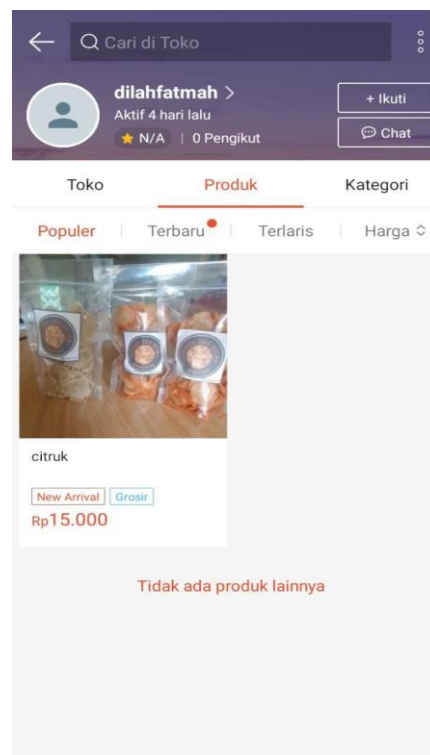 Cari di Toko
dilahfatmah >
Aktif 4 hari lalu
+ Ikuti
N/A | 0 Pengikut
Chat
Toko Produk Kategori
Populer Terbaru Terlaris Harga
citruk
New Arrival Grosir
Rp15.000
Tidak ada produk lainnya